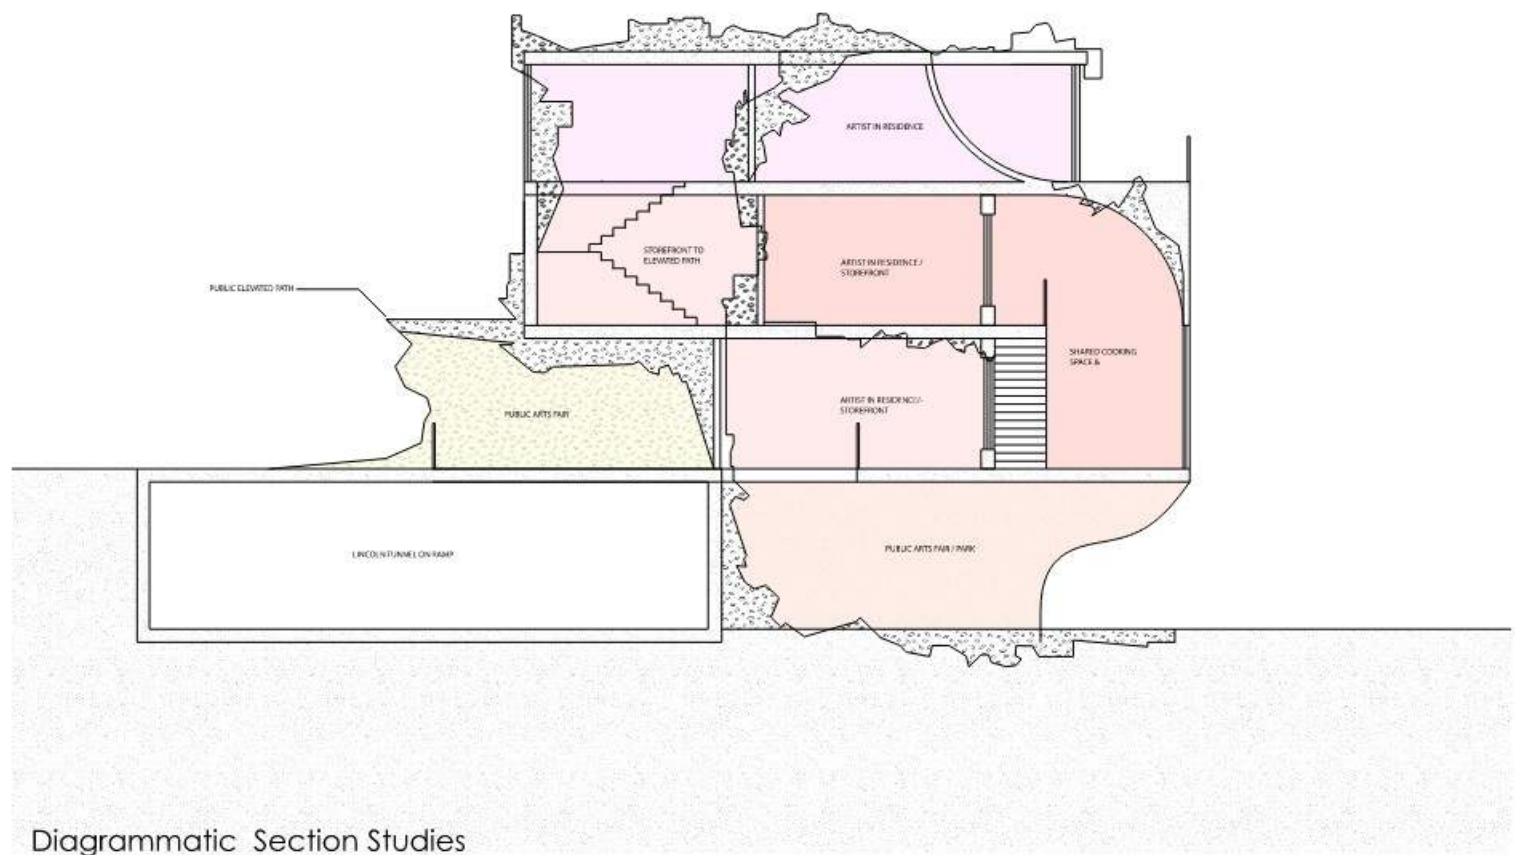 ARTIST IN RESIDENCE
STOREFRONT TO
ELEVATED PATH
ARTIST IN RESIDENCE /
STOREFRONT
PUBLIC ELEVATED PATH
SHARED COOKING
SPACE &
ARTIST IN RESIDENCE /
STOREFRONT
PUBLIC ARTS FAIR
LINCOLN TUNNEL ON RAMP
PUBLIC ARTS FAIR / PARK
Diagrammatic Section Studies